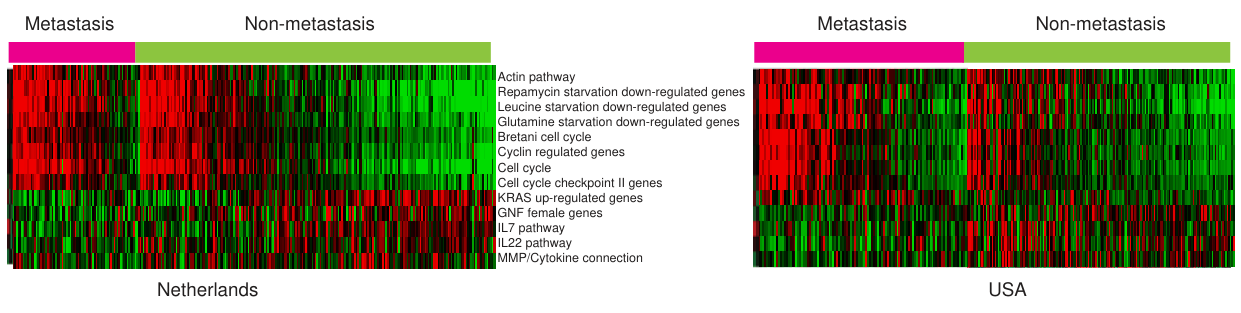 Metastasis
Non-metastasis
Metastasis
Non-metastasis
Actin pathway
Repamycin starvation down-regulated genes
Leucine starvation down-regulated genes
Glutamine starvation down-regulated genes
Bretani cell cycle
Cyclin regulated genes
Cell cycle
Cell cycle checkpoint II genes
KRAS up-regulated genes
GNF female genes
IL7 pathway
IL22 pathway
MMP/Cytokine connection
Netherlands
USA